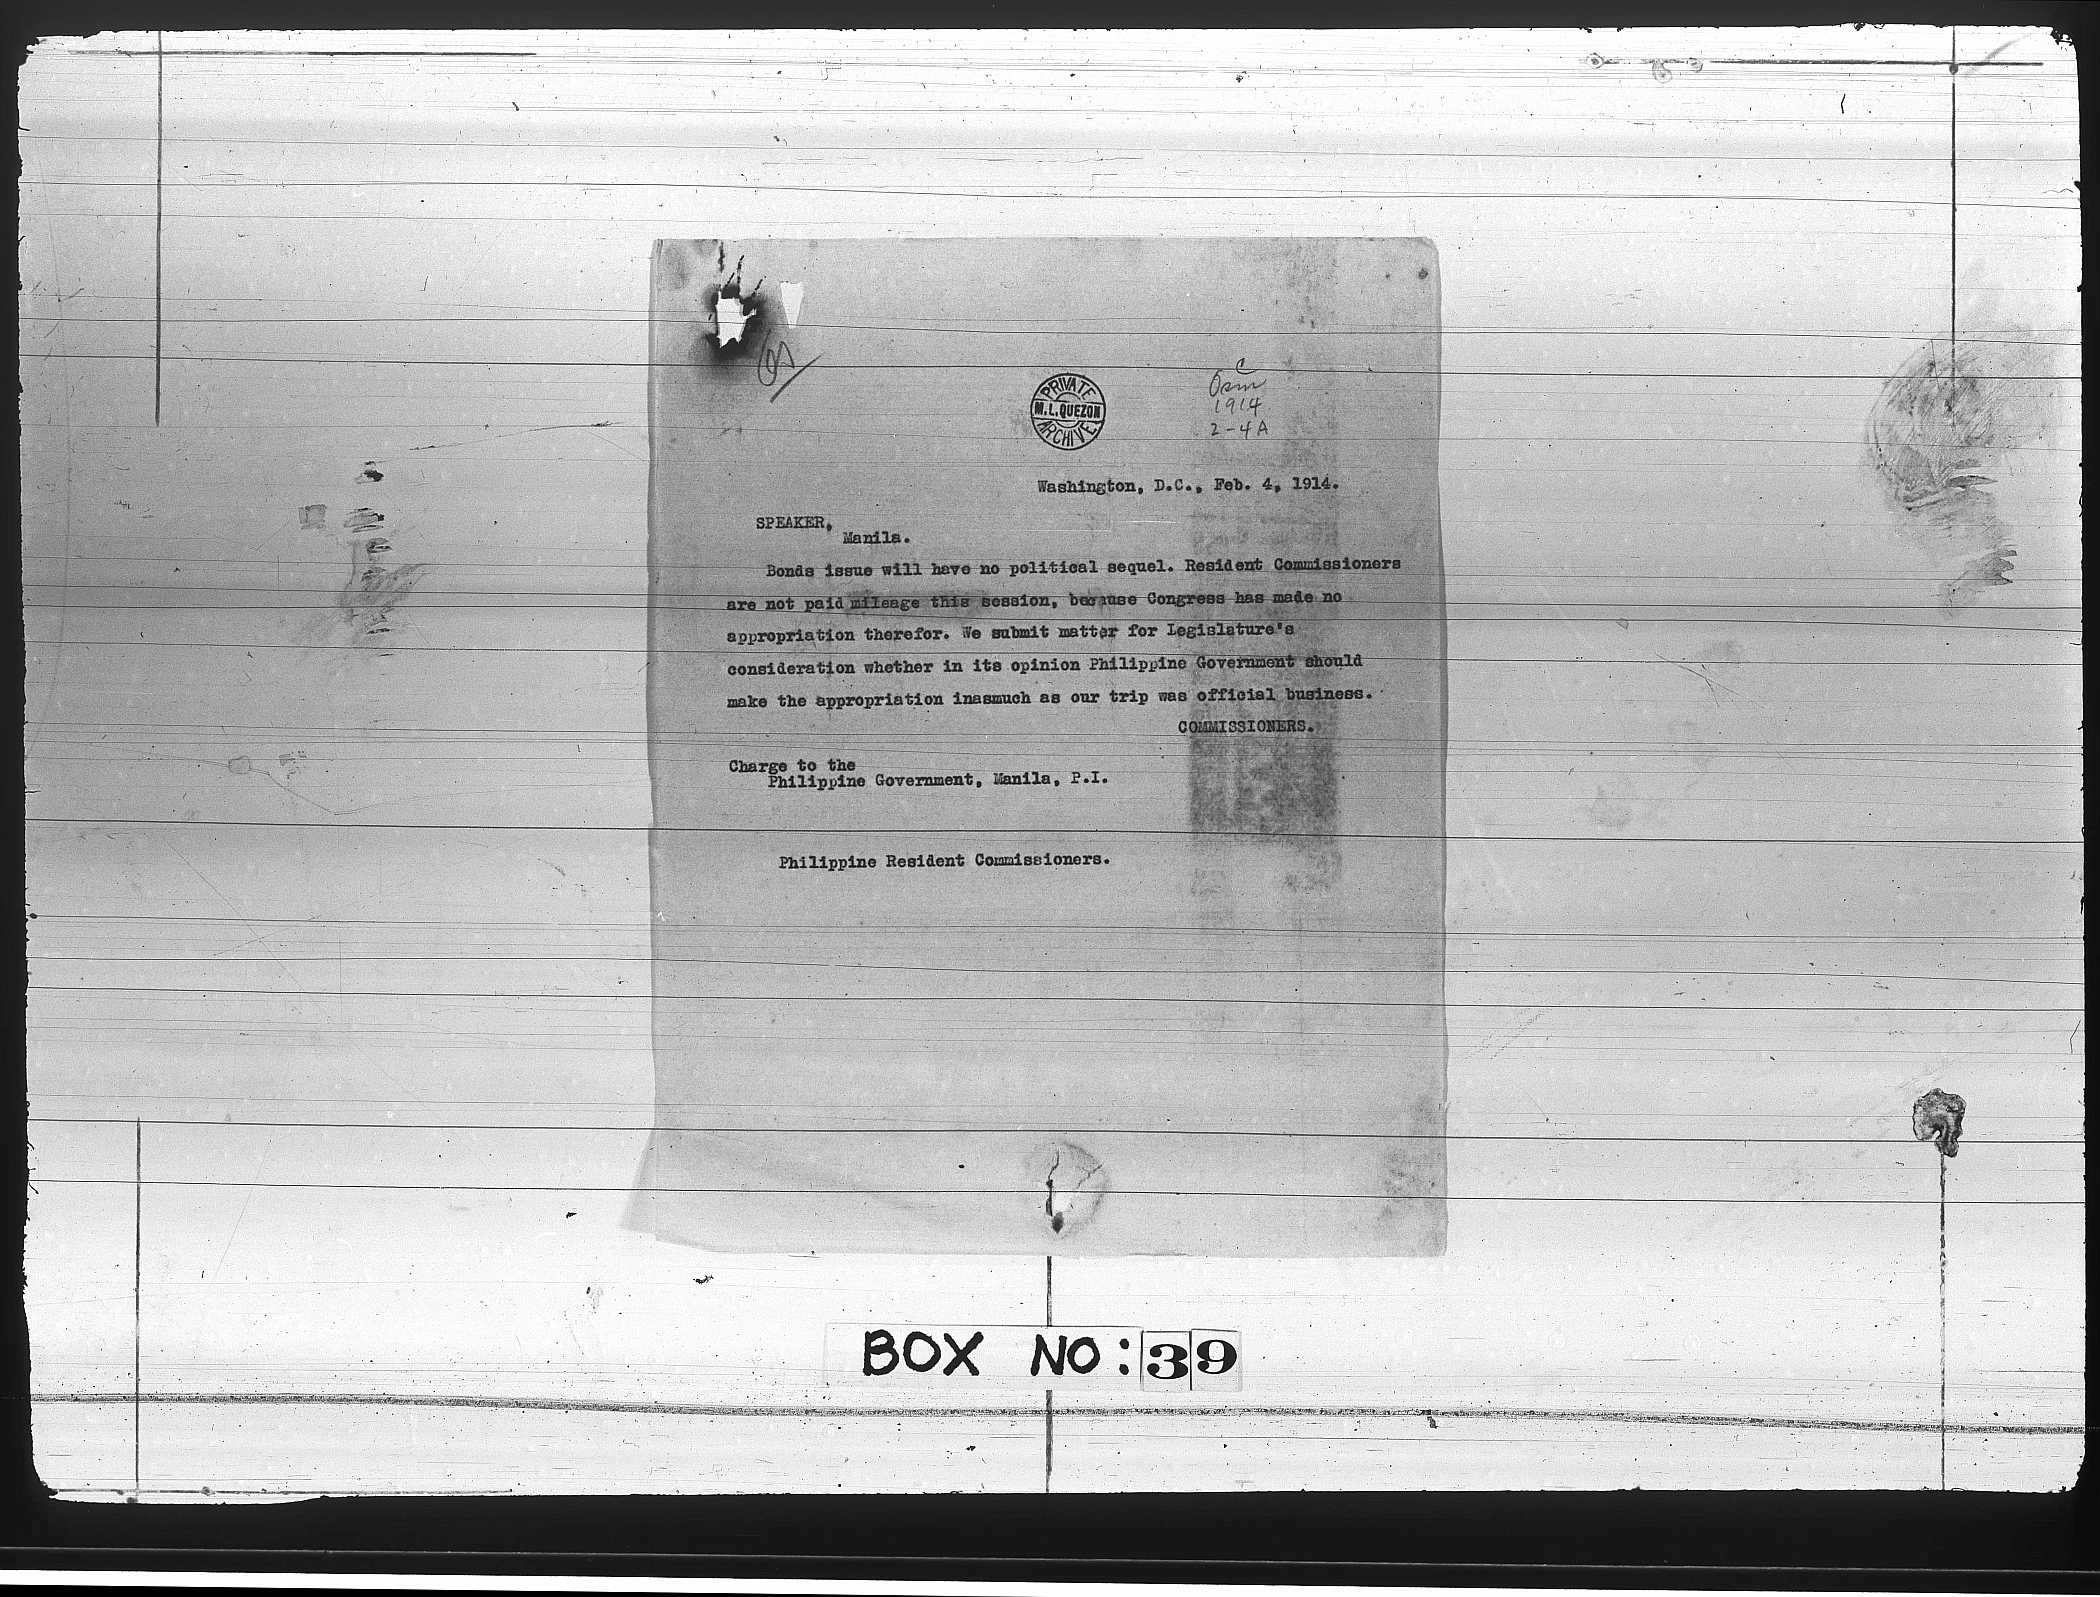 C
Osm
1914
2-4A
PRIVATE
M.L.QUEZON
ARCHIVE
Washington, D.C., Feb. 4, 1914.
SPEAKER,
Manila.
Bonds issue will have no political sequel. Resident Commissioners
are not paid mileage this session, because Congress has made no
appropriation therefor. We submit matter for Legislature's
consideration whether in its opinion Philippine Government should
make the appropriation inasmuch as our trip was official business.
COMMISSIONERS.
Charge to the
Philippine Government, Manila, P.I.
Philippine Resident Commissioners.
BOX NO: 39